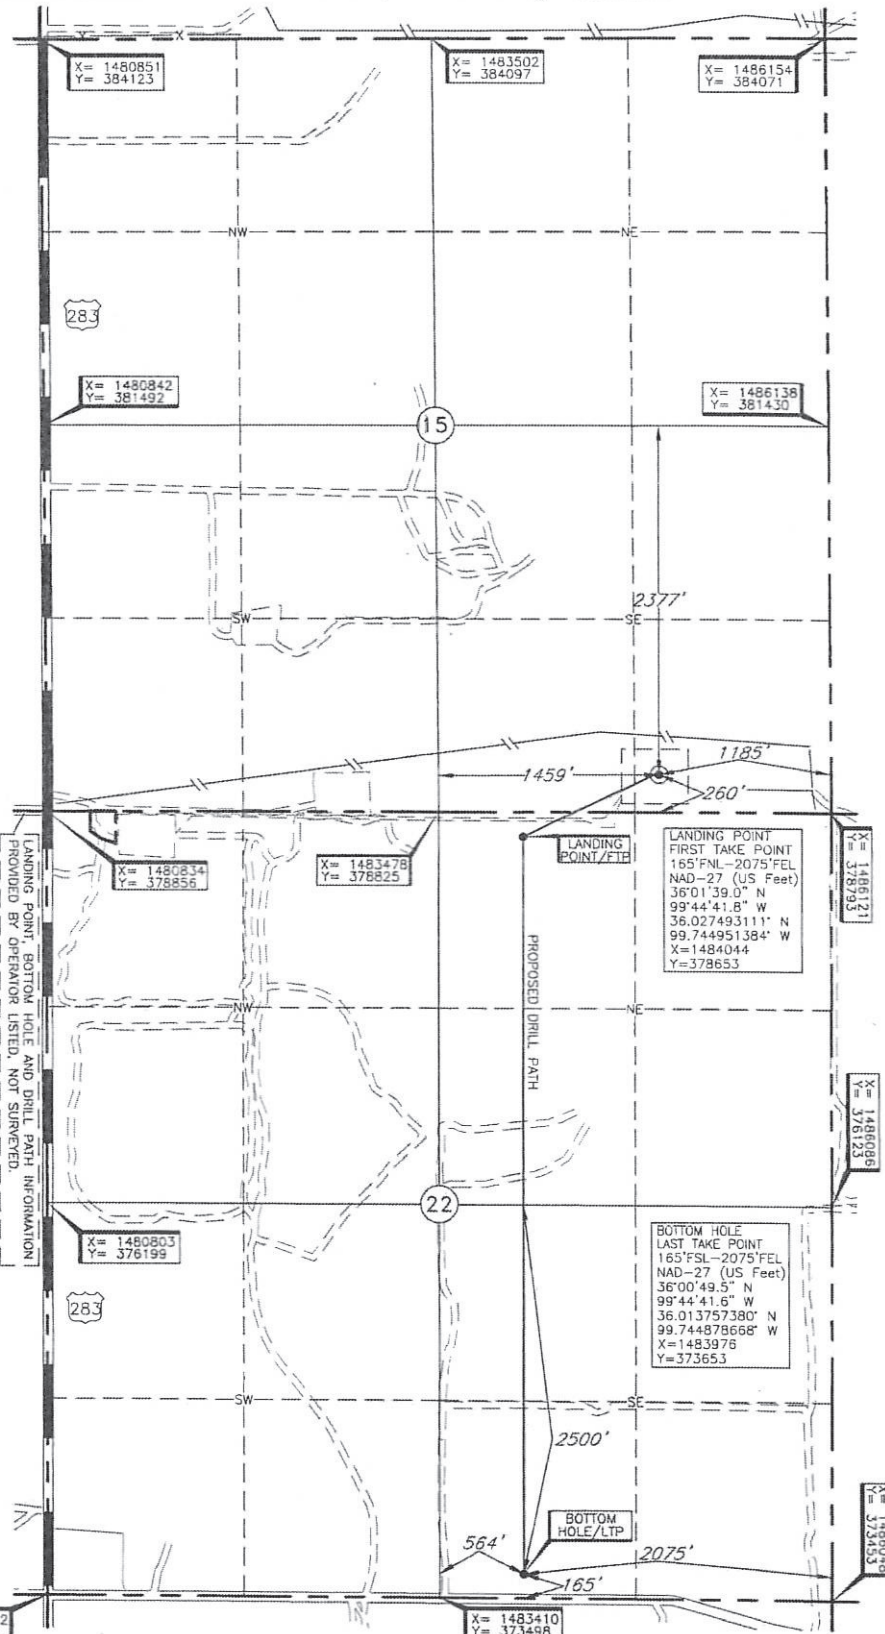 X= 1480851
Y= 384123
X= 1483502
Y= 384097
X= 1486154
Y= 384071
NW
NE
283
X= 1480842
Y= 381492
X= 1486138
Y= 381430
15
2377'
SW
SE
1185'
1459'
260'
LANDING
POINT/FTP
X= 1480834
Y= 378856
X= 1483478
Y= 378825
LANDING POINT
FIRST TAKE POINT
165'FNL-2075'FEL
NAD-27 (US Feet)
36°01'39.0" N
99°44'41.8" W
36.027493111° N
99.744951384° W
X=1484044
Y=378653
X= 1486121
Y= 378793
LANDING POINT, BOTTOM HOLE AND DRILL PATH INFORMATION
PROVIDED BY OPERATOR LISTED, NOT SURVEYED.
PROPOSED DRILL PATH
NW
NE
X= 1486086
Y= 376123
22
X= 1480803
Y= 376199
BOTTOM HOLE
LAST TAKE POINT
165'FSL-2075'FEL
NAD-27 (US Feet)
36°00'49.5" N
99°44'41.6" W
36.013757380° N
99.744878668° W
X=1483976
Y=373653
283
SW
SE
2500'
BOTTOM
HOLE/LTP
564'
2075'
165'
Y= 373453
X= 1483410
Y= 373498
2